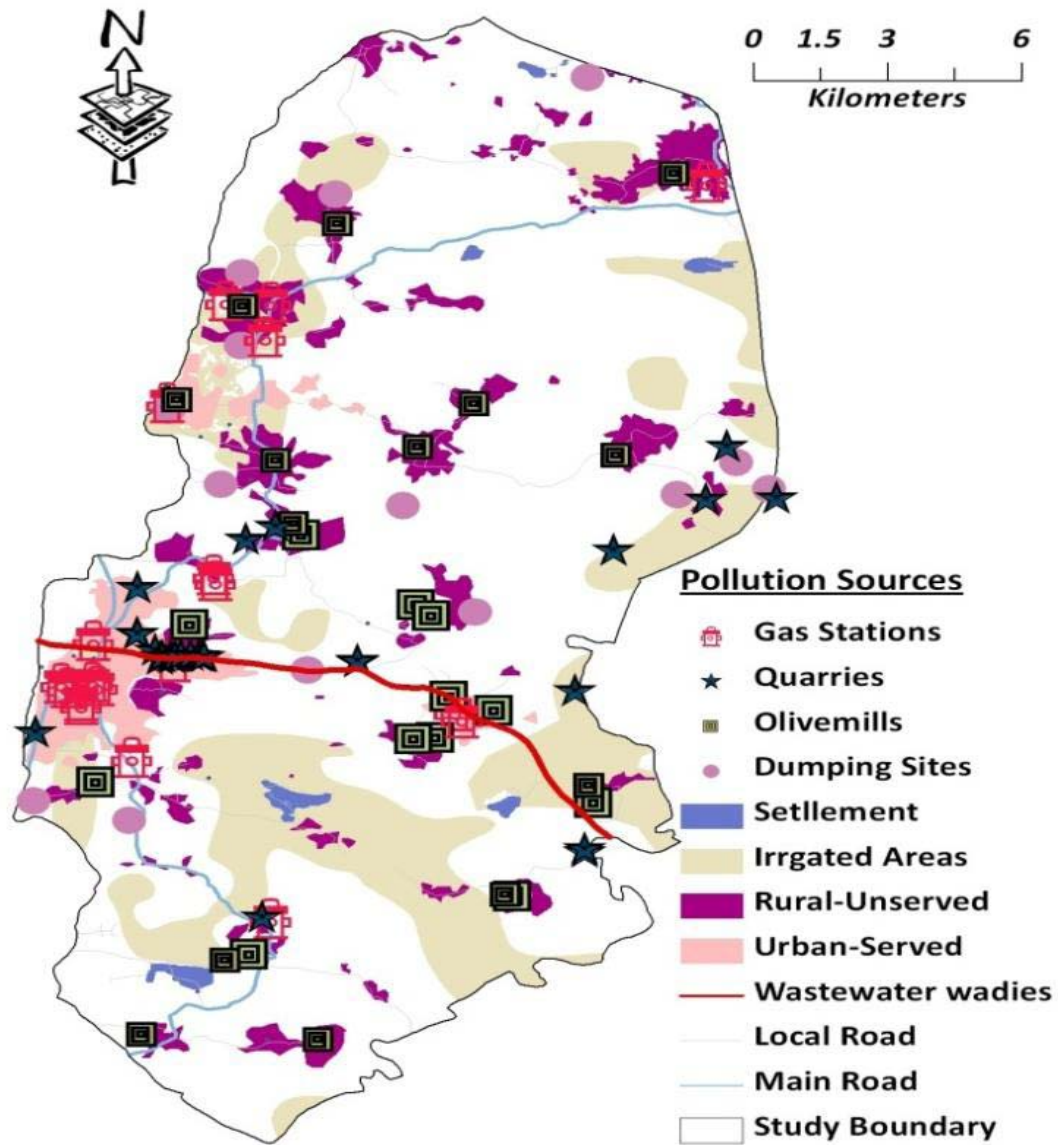 N
0 1.5 3 6
Kilometers
Pollution Sources
Gas Stations
Quarries
Olivemills
Dumping Sites
Setllement
Irrgated Areas
Rural-Unserved
Urban-Served
Wastewater wadies
Local Road
Main Road
Study Boundary